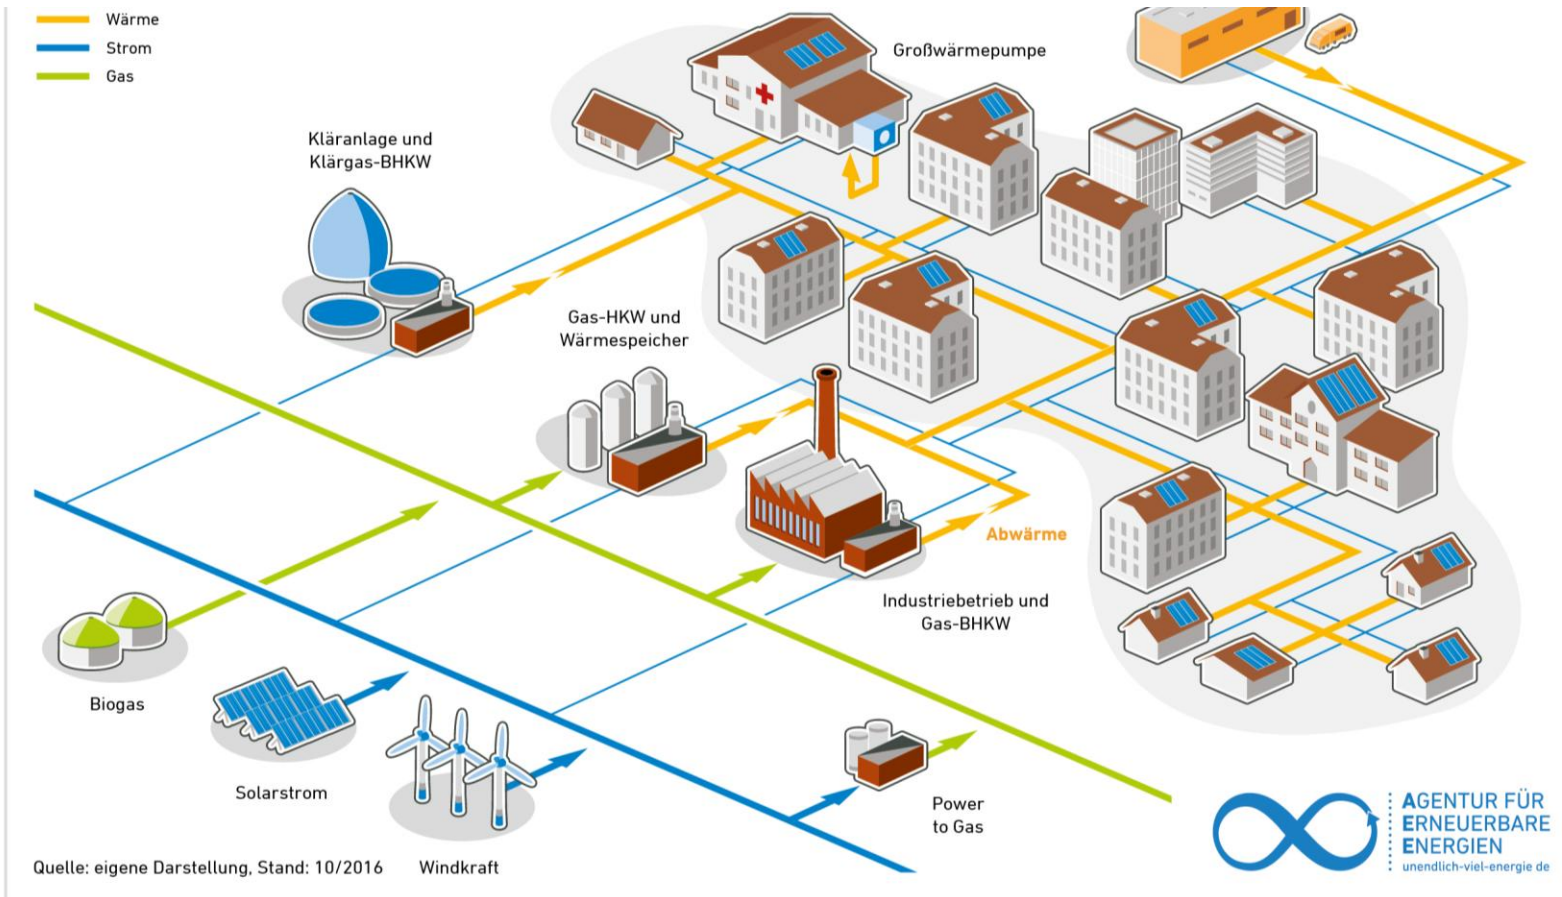 Wärme
Strom
Gas
Großwärmepumpe
Kläranlage und
Klärgas-BHKW
Gas-HKW und
Wärmespeicher
Abwärme
Industriebetrieb und
Gas-BHKW
Biogas
Solarstrom
Windkraft
Power
to Gas
Quelle: eigene Darstellung, Stand: 10/2016
AGENTUR FÜR
ERNEUERBARE
ENERGIEN
unendlich-viel-energie de